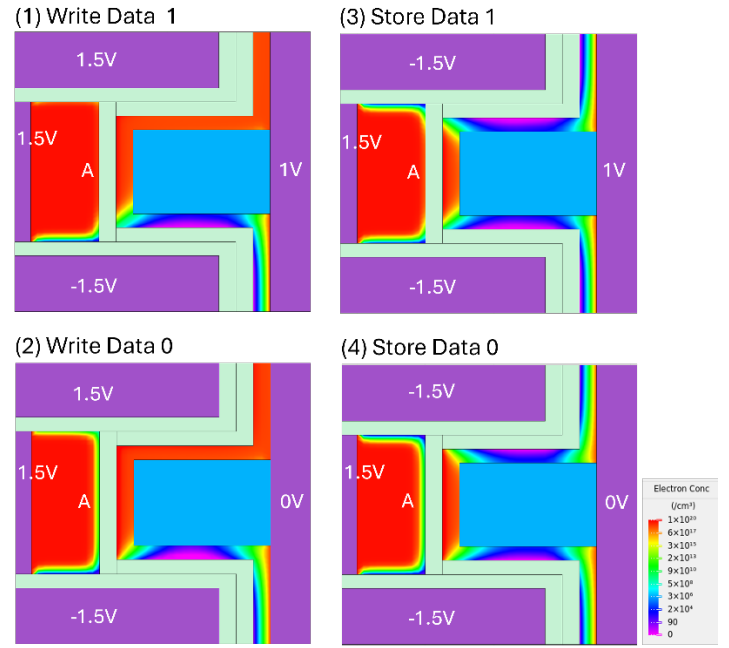 (1) Write Data 1
1.5V
1.5V
A
1V
-1.5V
(3) Store Data 1
-1.5V
1.5V
A
1V
-1.5V
(2) Write Data 0
1.5V
1.5V
A
0V
-1.5V
(4) Store Data 0
-1.5V
1.5V
A
0V
-1.5V
Electron Conc
(/cm³)
1×10²⁰
6×10¹⁷
3×10¹⁵
2×10¹³
9×10¹⁰
5×10⁸
3×10⁶
2×10⁴
90
0